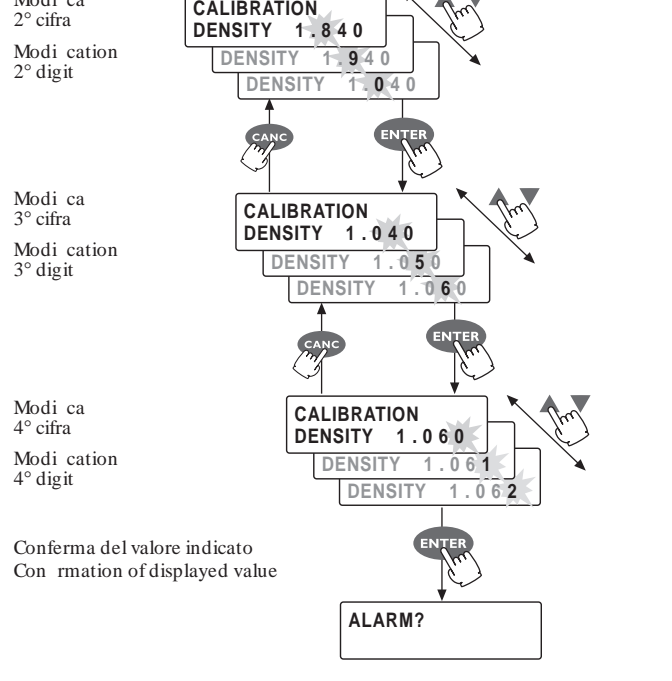 Modi ca
2° cifra
Modi cation
2° digit
CALIBRATION
DENSITY 1.840
DENSITY 1.940
DENSITY 1.040
CANC
ENTER
Modi ca
3° cifra
Modi cation
3° digit
CALIBRATION
DENSITY 1.040
DENSITY 1.050
DENSITY 1.060
CANC
ENTER
Modi ca
4° cifra
Modi cation
4° digit
CALIBRATION
DENSITY 1.060
DENSITY 1.061
DENSITY 1.062
ENTER
Conferma del valore indicato
Con rmation of displayed value
ALARM?